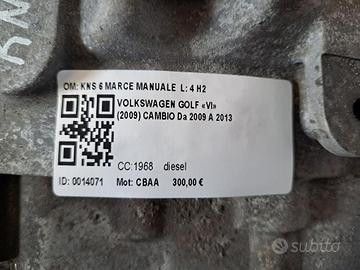 OM: KNS 6 MARCE MANUALE L: 4 H2
VOLKSWAGEN GOLF «VI»
(2009) CAMBIO Da 2009 A 2013
CC:1968 diesel
ID: 0014071 Mot: CBAA 300,00 €
subito